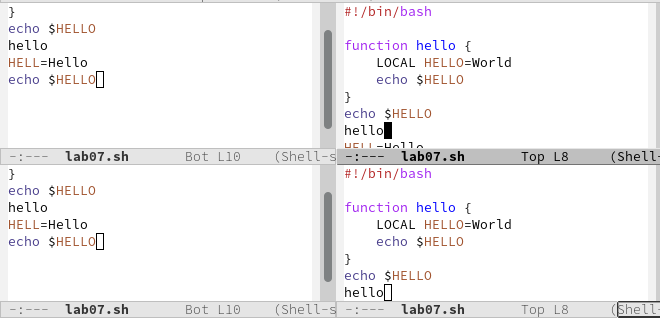 }
echo $HELLO
hello
HELL=Hello
echo $HELLO
-:--- lab07.sh Bot L10 (Shell-s
#!/bin/bash
function hello {
LOCAL HELLO=World
echo $HELLO
}
echo $HELLO
hello
HELL=Hello
-:--- lab07.sh Top L8 (Shell-
}
echo $HELLO
hello
HELL=Hello
echo $HELLO
-:--- lab07.sh Bot L10 (Shell-s
#!/bin/bash
function hello {
LOCAL HELLO=World
echo $HELLO
}
echo $HELLO
hello
-:--- lab07.sh Top L8 (Shell-